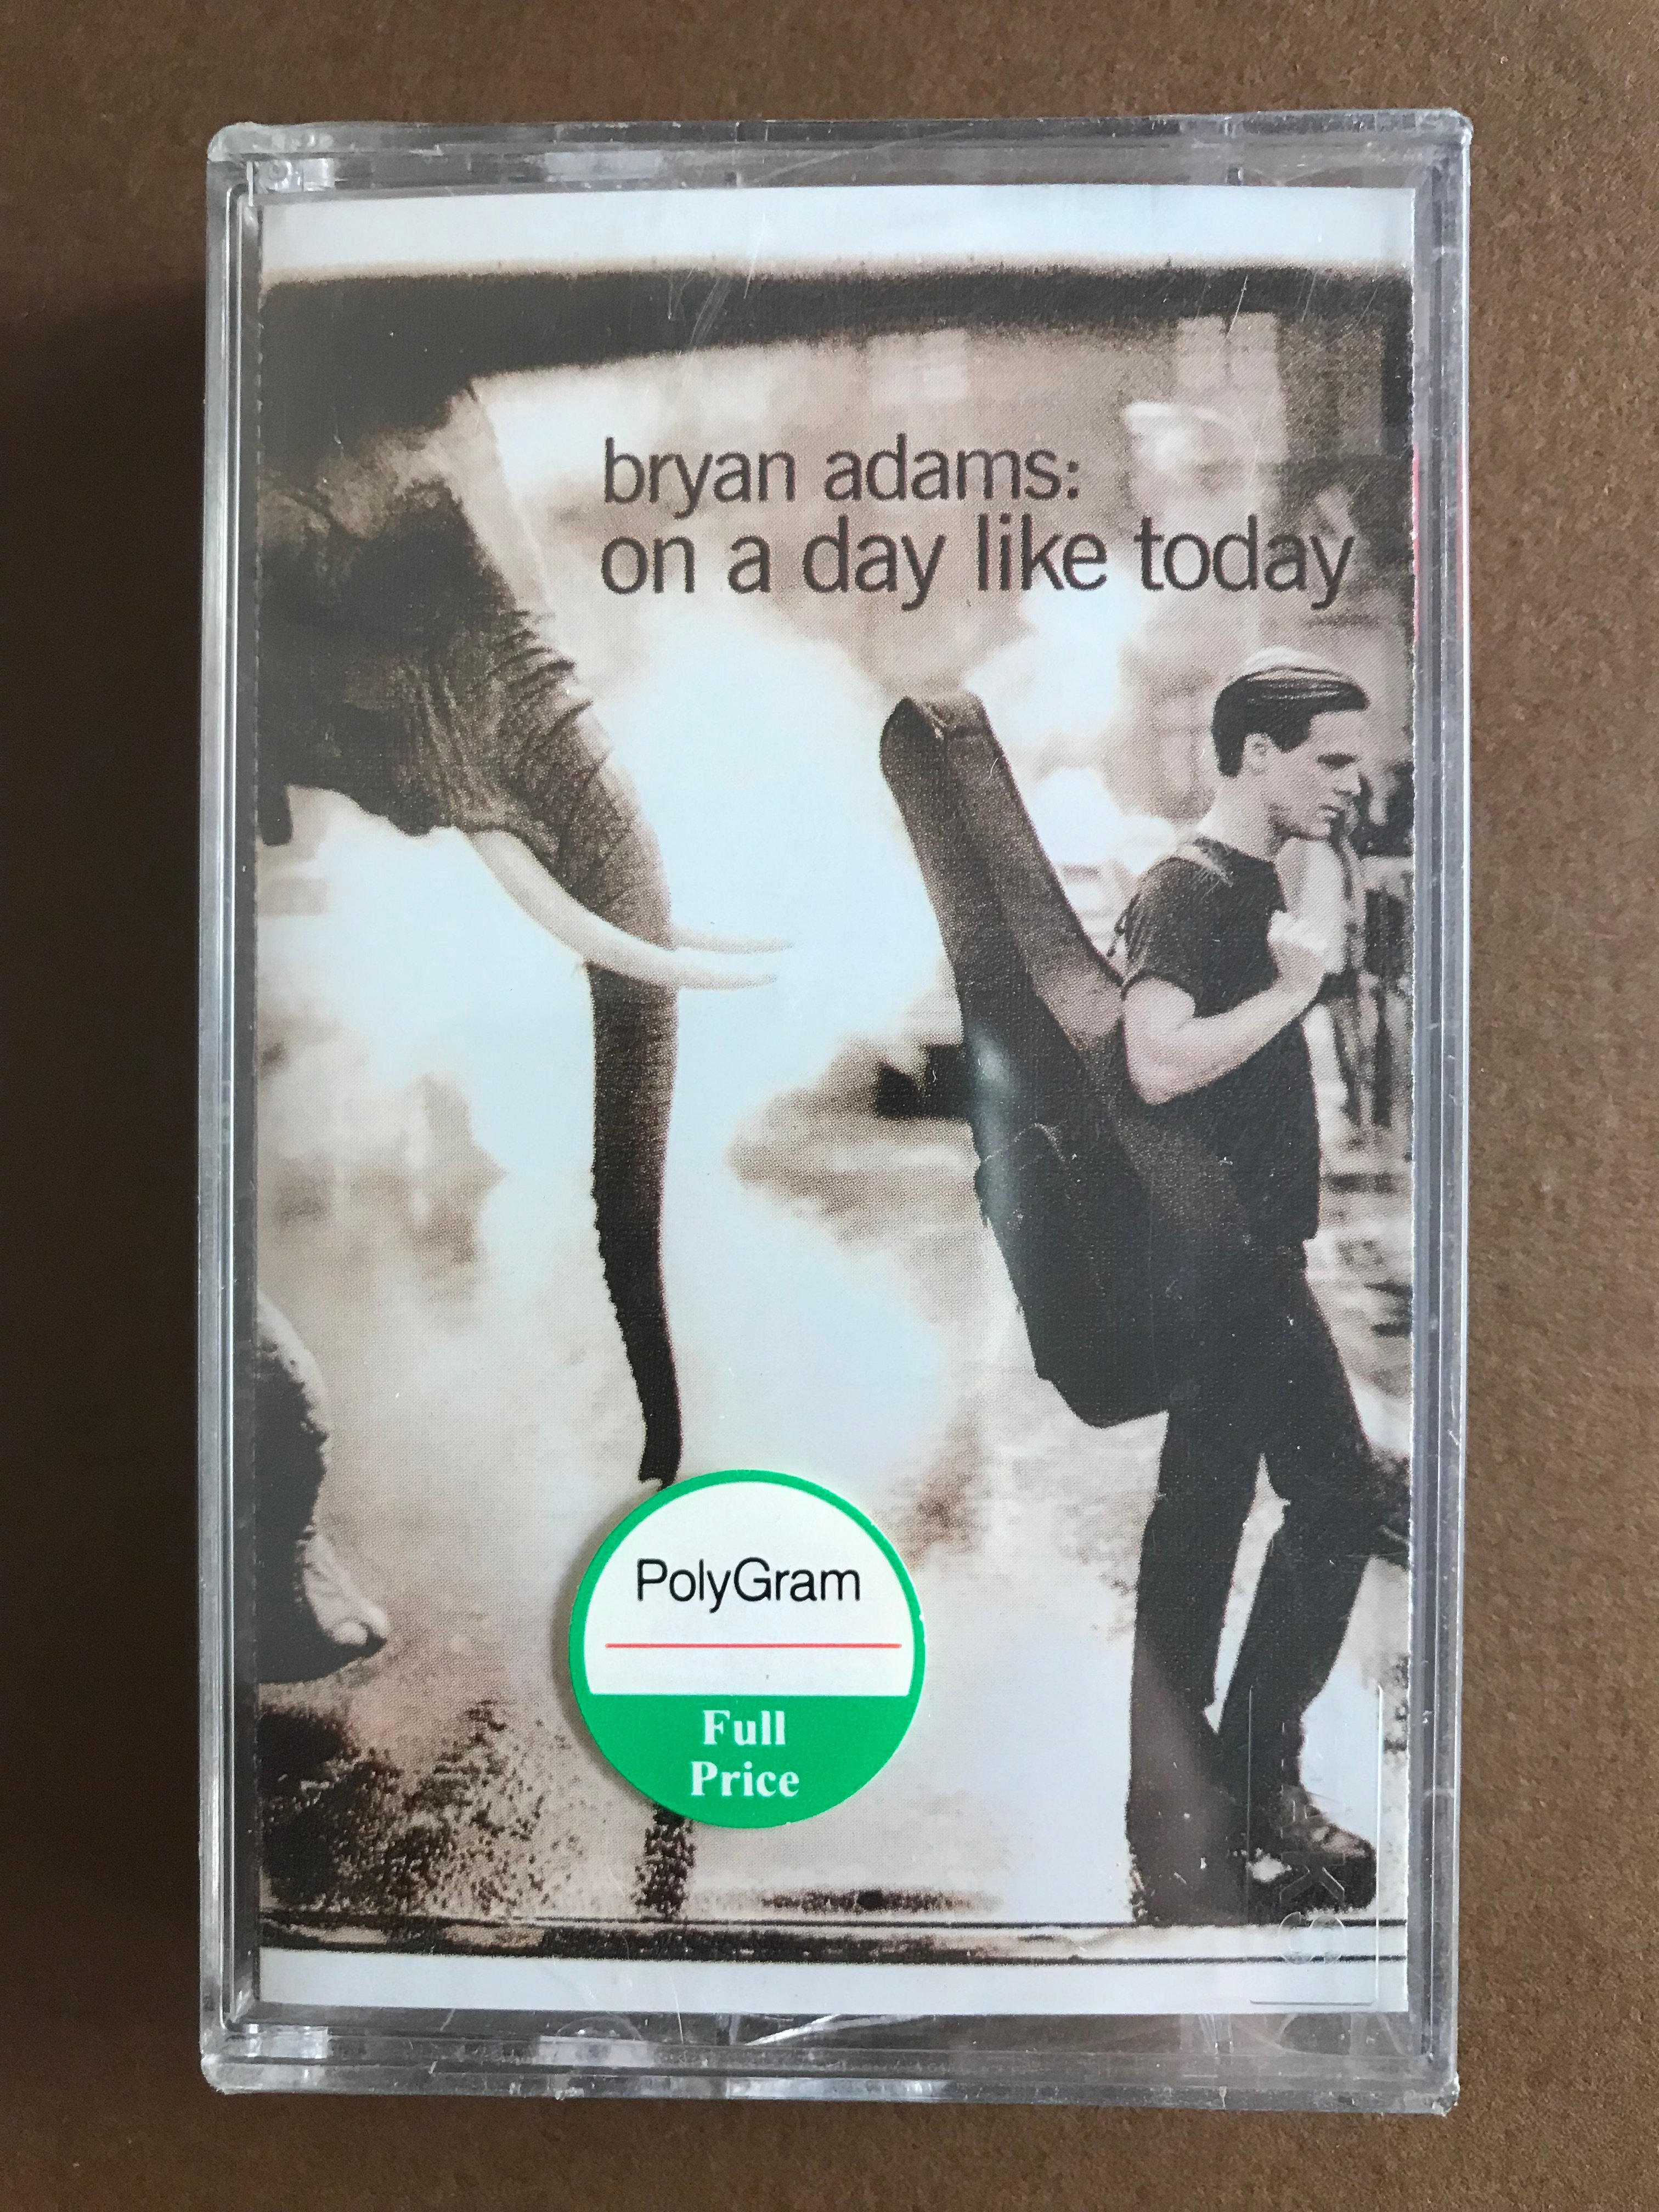 bryan adams:
on a day like today
PolyGram
Full
Price